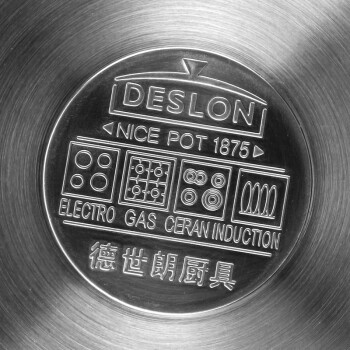 DESLON
NICE POT 1875
ELECTRO GAS CERAN INDUCTION
德世朗厨具